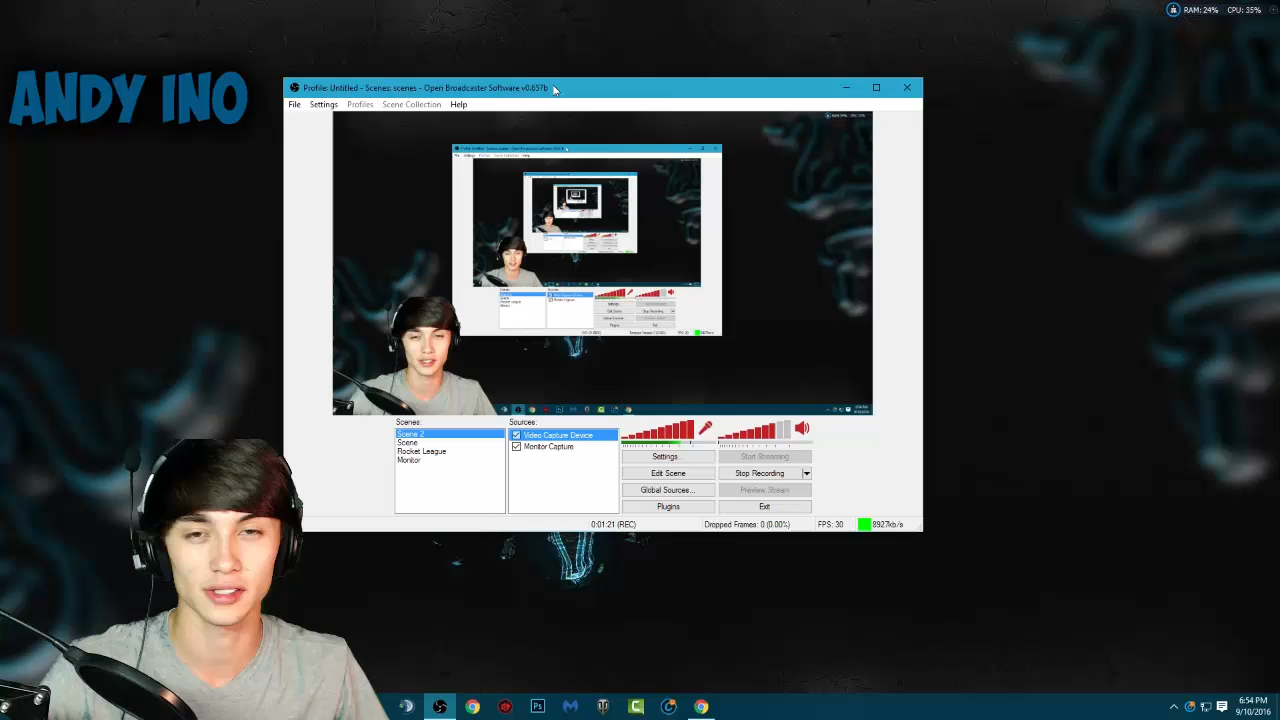 RAM: 24% CPU: 35%
ANDY INO
Profile: Untitled - Scenes: scenes - Open Broadcaster Software v0.657b
File Settings Profiles Scene Collection Help
Scenes:
Scene 2
Scene
Rocket League
Monitor
Sources:
Video Capture Device
Monitor Capture
Settings...
Start Streaming
Edit Scene
Stop Recording
Global Sources...
Preview Stream
Plugins
Exit
0:01:21 (REC)
Dropped Frames: 0 (0.00%)
FPS: 30
8927kb/s
Ps
6:54 PM
9/10/2016